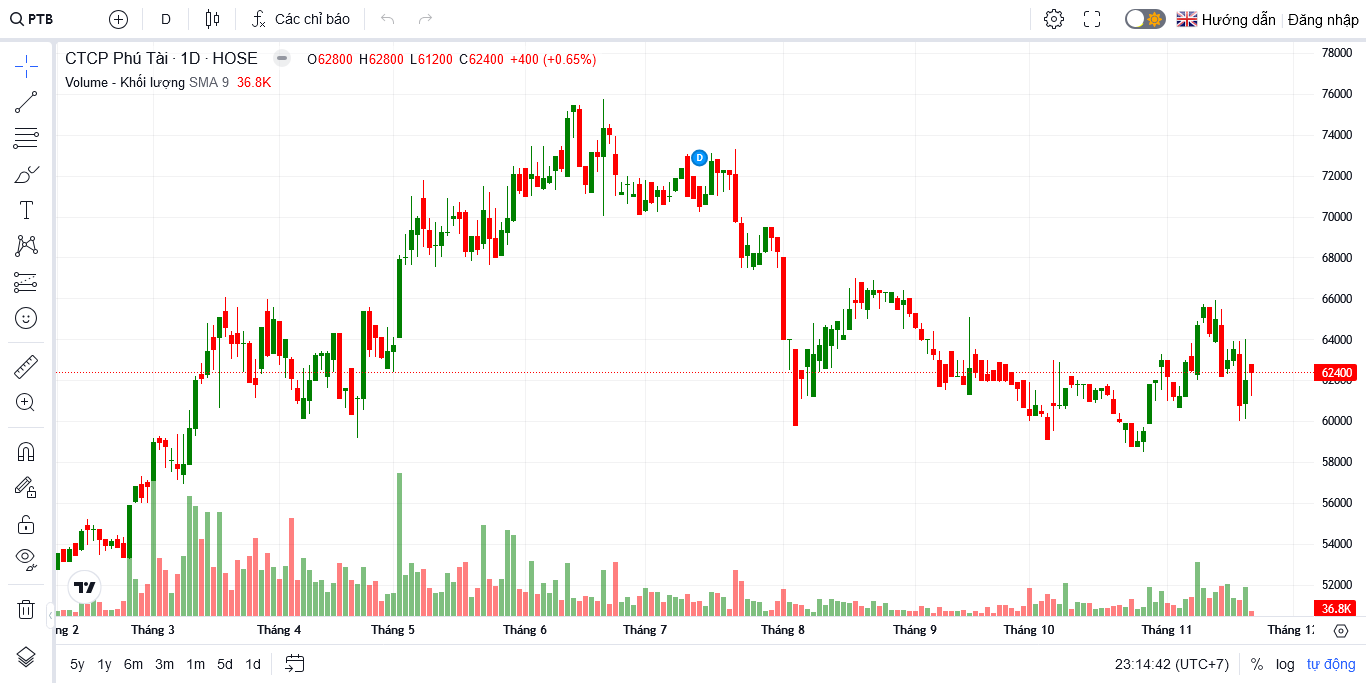 PTB D Các chỉ báo Hướng dẫn Đăng nhập
CTCP Phú Tài · 1D · HOSE O62800 H62800 L61200 C62400 +400 (+0.65%)
Volume - Khối lượng SMA 9 36.8K
D
78000
76000
74000
72000
70000
68000
66000
64000
62400
62000
60000
58000
56000
54000
52000
36.8K
ng 2 Tháng 3 Tháng 4 Tháng 5 Tháng 6 Tháng 7 Tháng 8 Tháng 9 Tháng 10 Tháng 11 Tháng 12
5y 1y 6m 3m 1m 5d 1d 23:14:42 (UTC+7) % log tự động